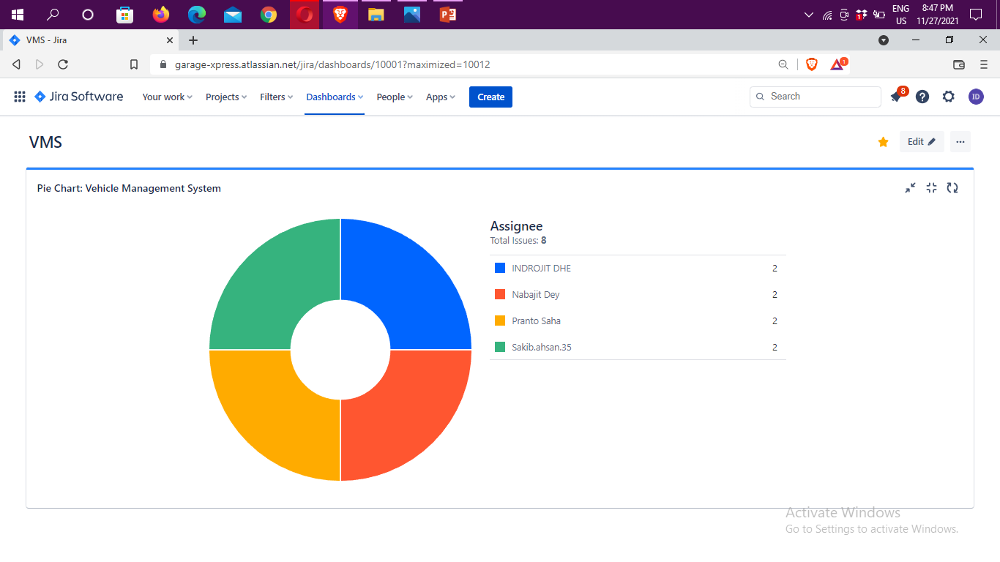 ENG
8:47 PM
US
11/27/2021
1
VMS - Jira
garage-xpress.atlassian.net/jira/dashboards/10001?maximized=10012
1
Jira Software
Your work
Projects
Filters
Dashboards
People
Apps
Create
Search
8
ID
VMS
Edit
Pie Chart: Vehicle Management System
Assignee
Total Issues: 8
INDROJIT DHE 2
Nabajit Dey 2
Pranto Saha 2
Sakib.ahsan.35 2
Activate Windows
Go to Settings to activate Windows.